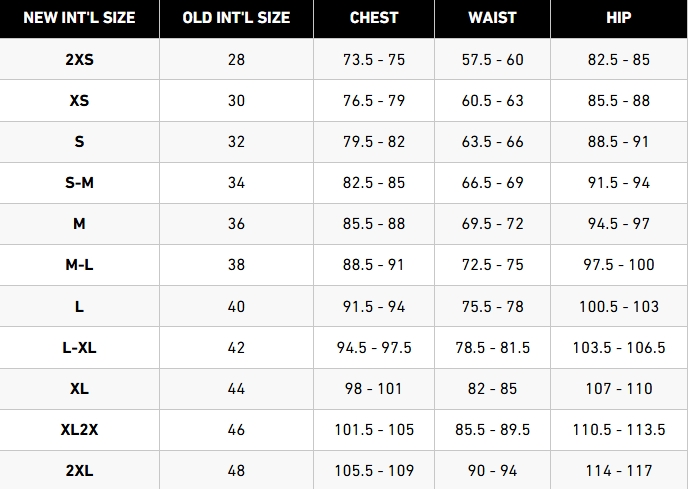 NEW INT'L SIZE OLD INT'L SIZE CHEST WAIST HIP
2XS 28 73.5 - 75 57.5 - 60 82.5 - 85
XS 30 76.5 - 79 60.5 - 63 85.5 - 88
S 32 79.5 - 82 63.5 - 66 88.5 - 91
S-M 34 82.5 - 85 66.5 - 69 91.5 - 94
M 36 85.5 - 88 69.5 - 72 94.5 - 97
M-L 38 88.5 - 91 72.5 - 75 97.5 - 100
L 40 91.5 - 94 75.5 - 78 100.5 - 103
L-XL 42 94.5 - 97.5 78.5 - 81.5 103.5 - 106.5
XL 44 98 - 101 82 - 85 107 - 110
XL2X 46 101.5 - 105 85.5 - 89.5 110.5 - 113.5
2XL 48 105.5 - 109 90 - 94 114 - 117